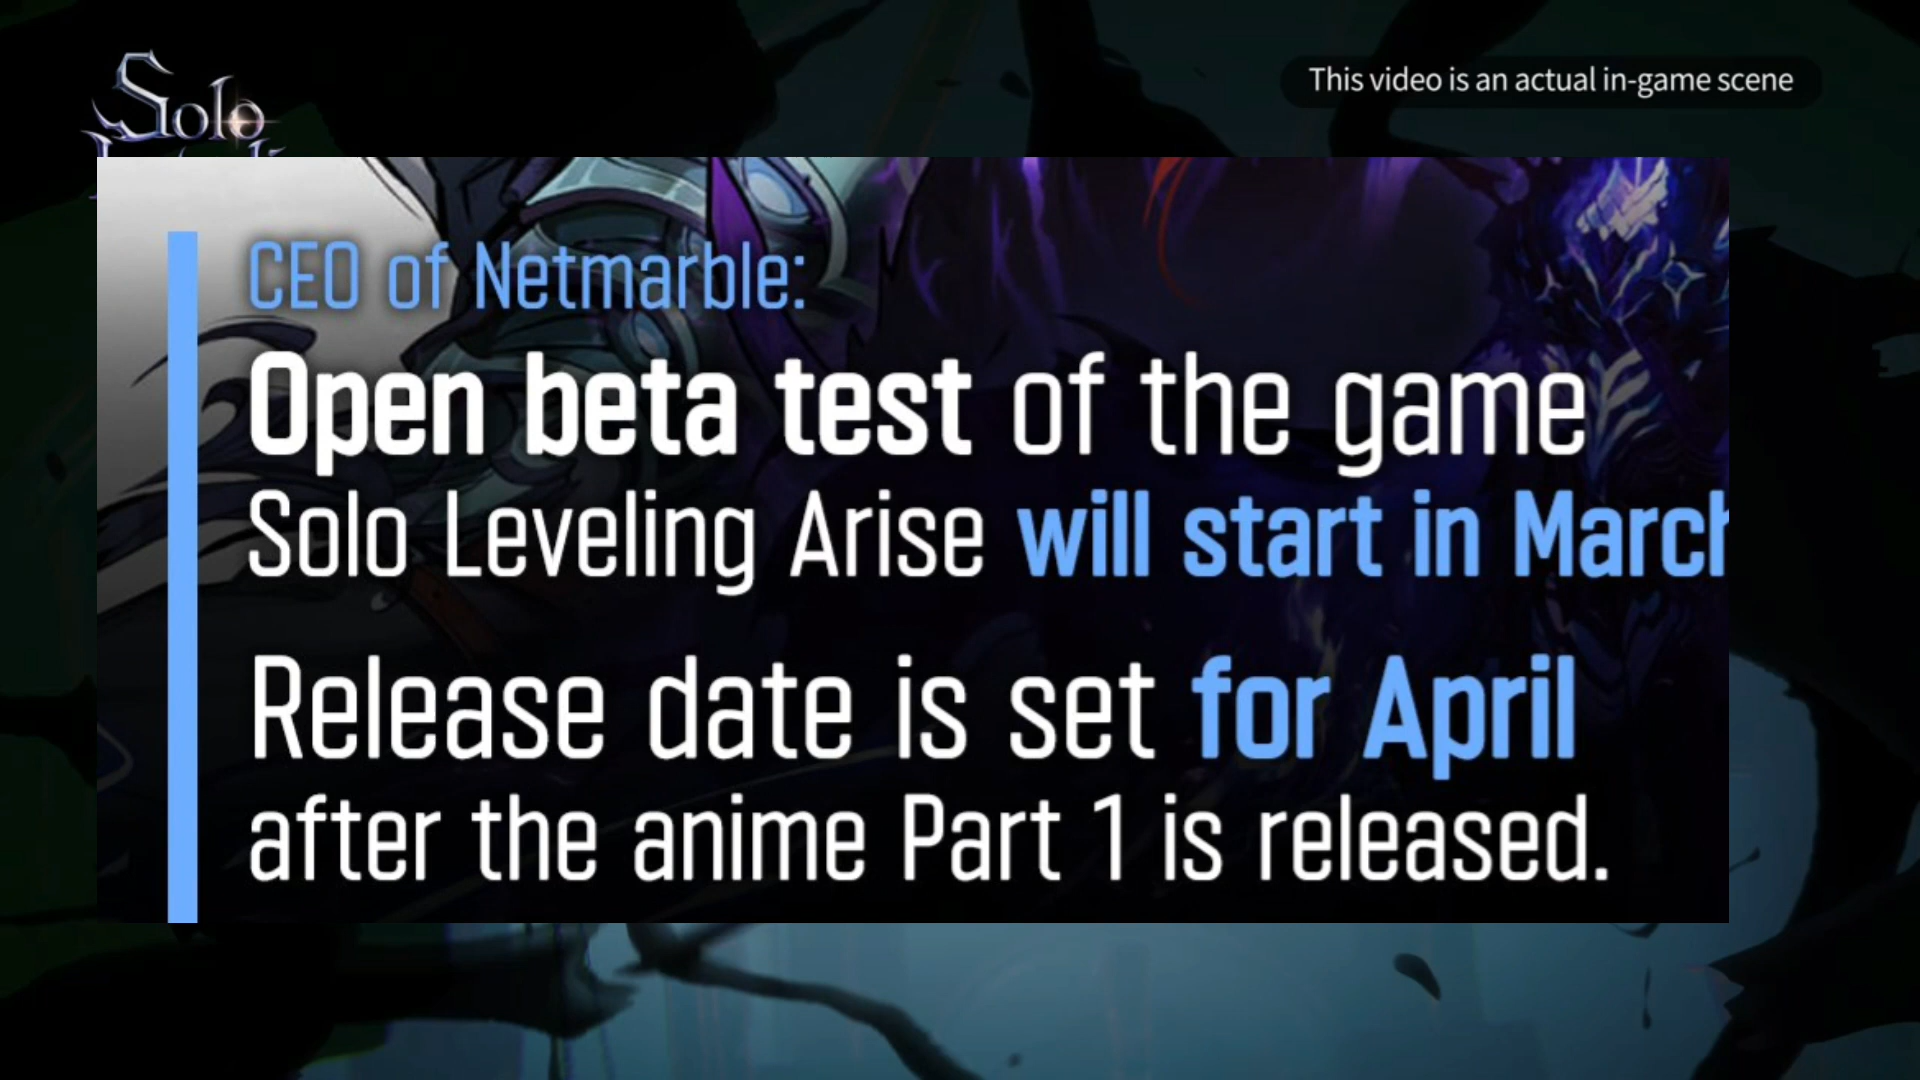 Solo
This video is an actual in-game scene
CEO of Netmarble:
Open beta test of the game
Solo Leveling Arise will start in March
Release date is set for April
after the anime Part 1 is released.